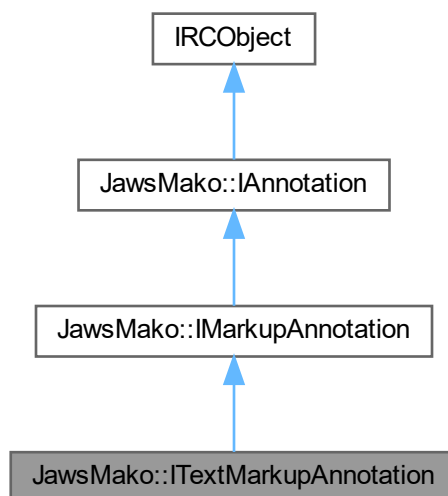 IRCObject
JawsMako::IAnnotation
JawsMako::IMarkupAnnotation
JawsMako::ITextMarkupAnnotation